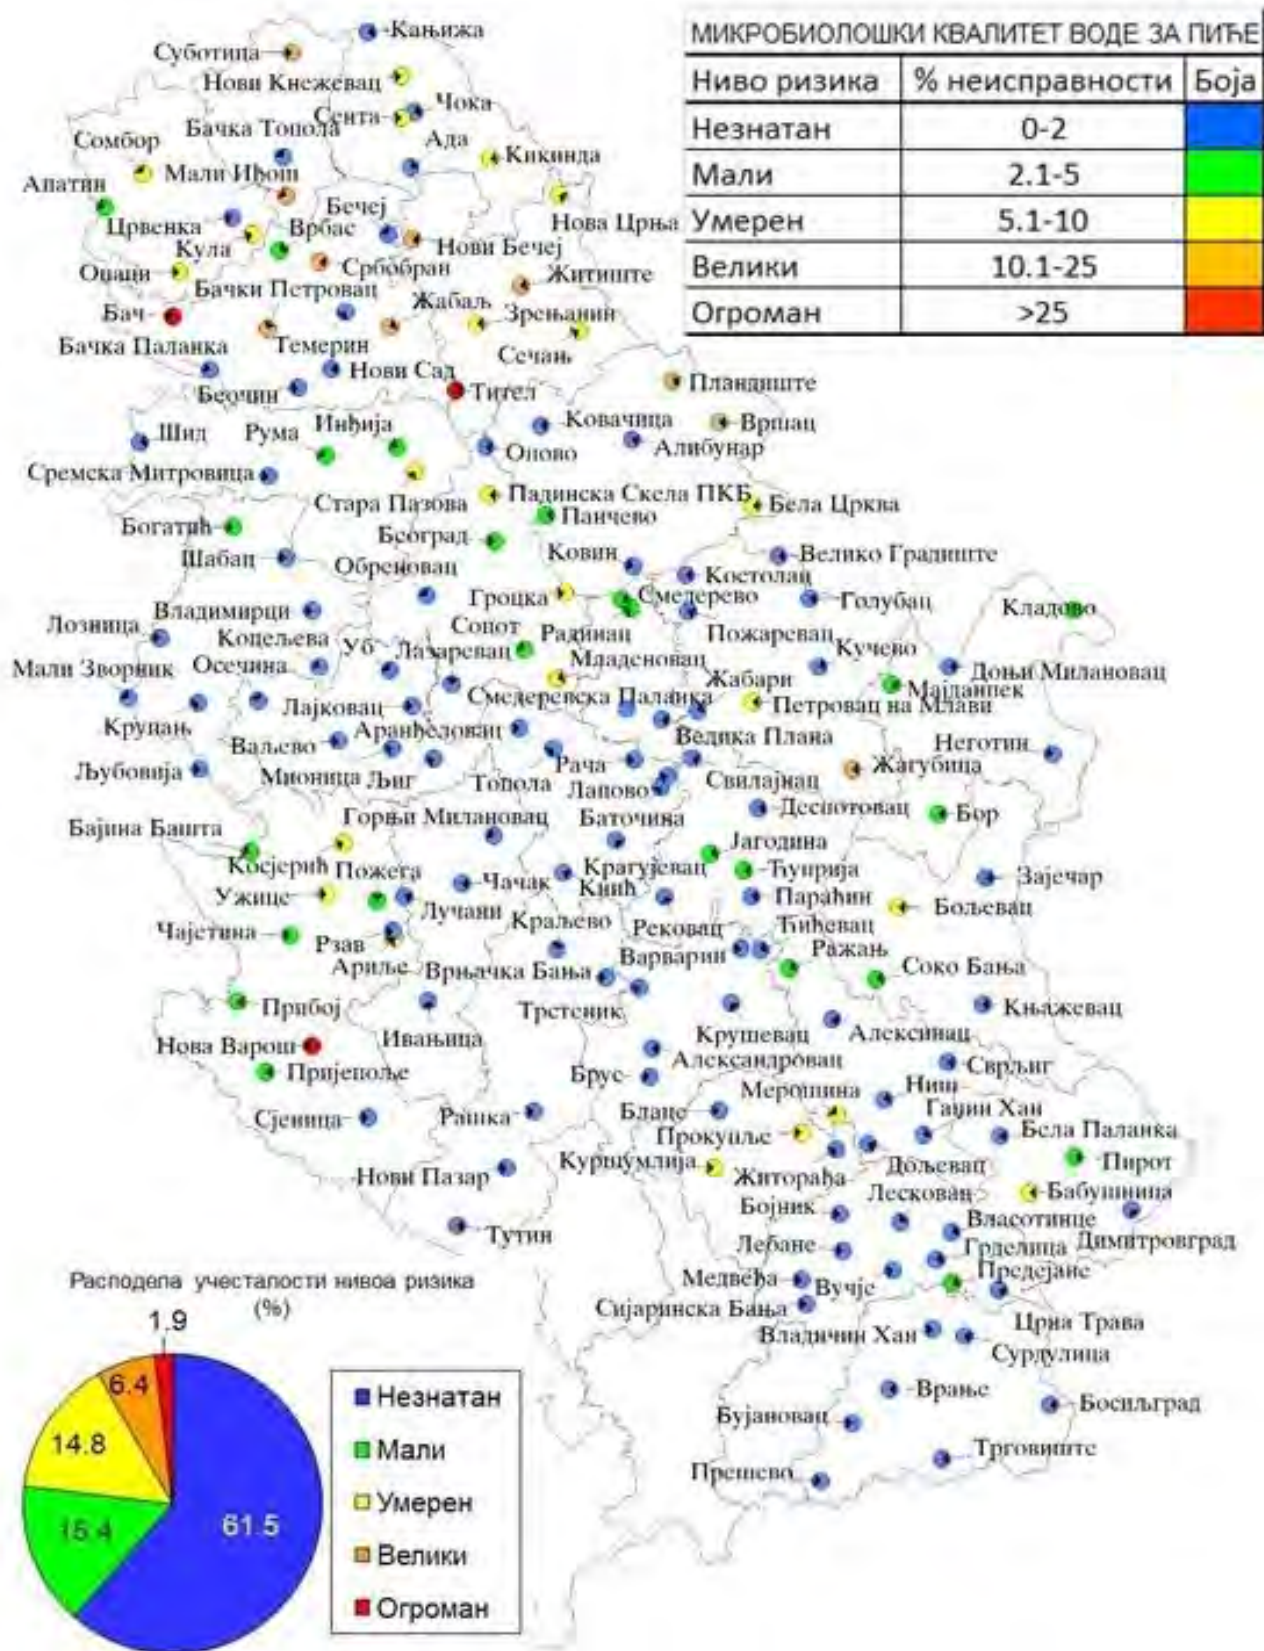 МИКРОБИОЛОШКИ КВАЛИТЕТ ВОДЕ ЗА ПИЋЕ
Ниво ризика % неисправности Боја
Незнатан 0-2
Мали 2.1-5
Умерен 5.1-10
Велики 10.1-25
Огроман >25
Кањижа
Суботица
Нови Кнежевац
Чока
Сента
Бачка Топола
Ада
Сомбор
Кикинда
Мали Иђош
Апатин
Бечеј
Нова Црња
Црвенка
Врбас
Кула
Нови Бечеј
Србобран
Оџаци
Житиште
Бачки Петровац
Жабаљ
Бач
Зрењанин
Темерин
Сечањ
Бачка Паланка
Нови Сад
Пландиште
Беочин
Тител
Ковачица
Вршац
Шид
Рума
Инђија
Опово
Алибунар
Сремска Митровица
Стара Пазова
Падинска Скела ПКБ
Бела Црква
Панчево
Богатић
Београд
Ковин
Велико Градиште
Шабац
Обреновац
Костолац
Гроцка
Смедерево
Голубац
Кладово
Владимирци
Лозница
Сопот
Радинац
Пожаревац
Коцељева
Уб
Лазаревац
Кучево
Младеновац
Мали Зворник
Осечина
Доњи Милановац
Жабари
Мајданпек
Смедеревска Паланка
Петровац на Млави
Крупањ
Лајковац
Аранђеловац
Велика Плана
Ваљево
Неготин
Љубовија
Мионица
Љиг
Рача
Жагубица
Топола
Лапово
Свилајнац
Деспотовац
Горњи Милановац
Баточина
Бор
Бајина Башта
Јагодина
Косјерић
Пожега
Крагујевац
Ћуприја
Чачак
Кнић
Зајечар
Ужице
Лучани
Параћин
Бољевац
Краљево
Рековац
Ћићевац
Чајетина
Рзав
Варварин
Ражањ
Ариље
Врњачка Бања
Соко Бања
Прибој
Трстеник
Књажевац
Ивањица
Крушевац
Алексинац
Нова Варош
Александровац
Сврљиг
Пријепоље
Брус
Мерошина
Ниш
Сјеница
Рашка
Блаце
Гаџин Хан
Прокупље
Бела Паланка
Куршумлија
Нови Пазар
Житорађа
Дољевац
Пирот
Лесковац
Бабушница
Бојник
Тутин
Власотинце
Лебане
Грделица
Димитровград
Медвеђа
Вучје
Предејане
Сијаринска Бања
Црна Трава
Владичин Хан
Сурдулица
Врање
Босиљград
Бујановац
Трговиште
Прешево
Расподела учесталости нивоа ризика
(%)
1.9
6.4
14.8
15.4
61.5
Незнатан
Мали
Умерен
Велики
Огроман